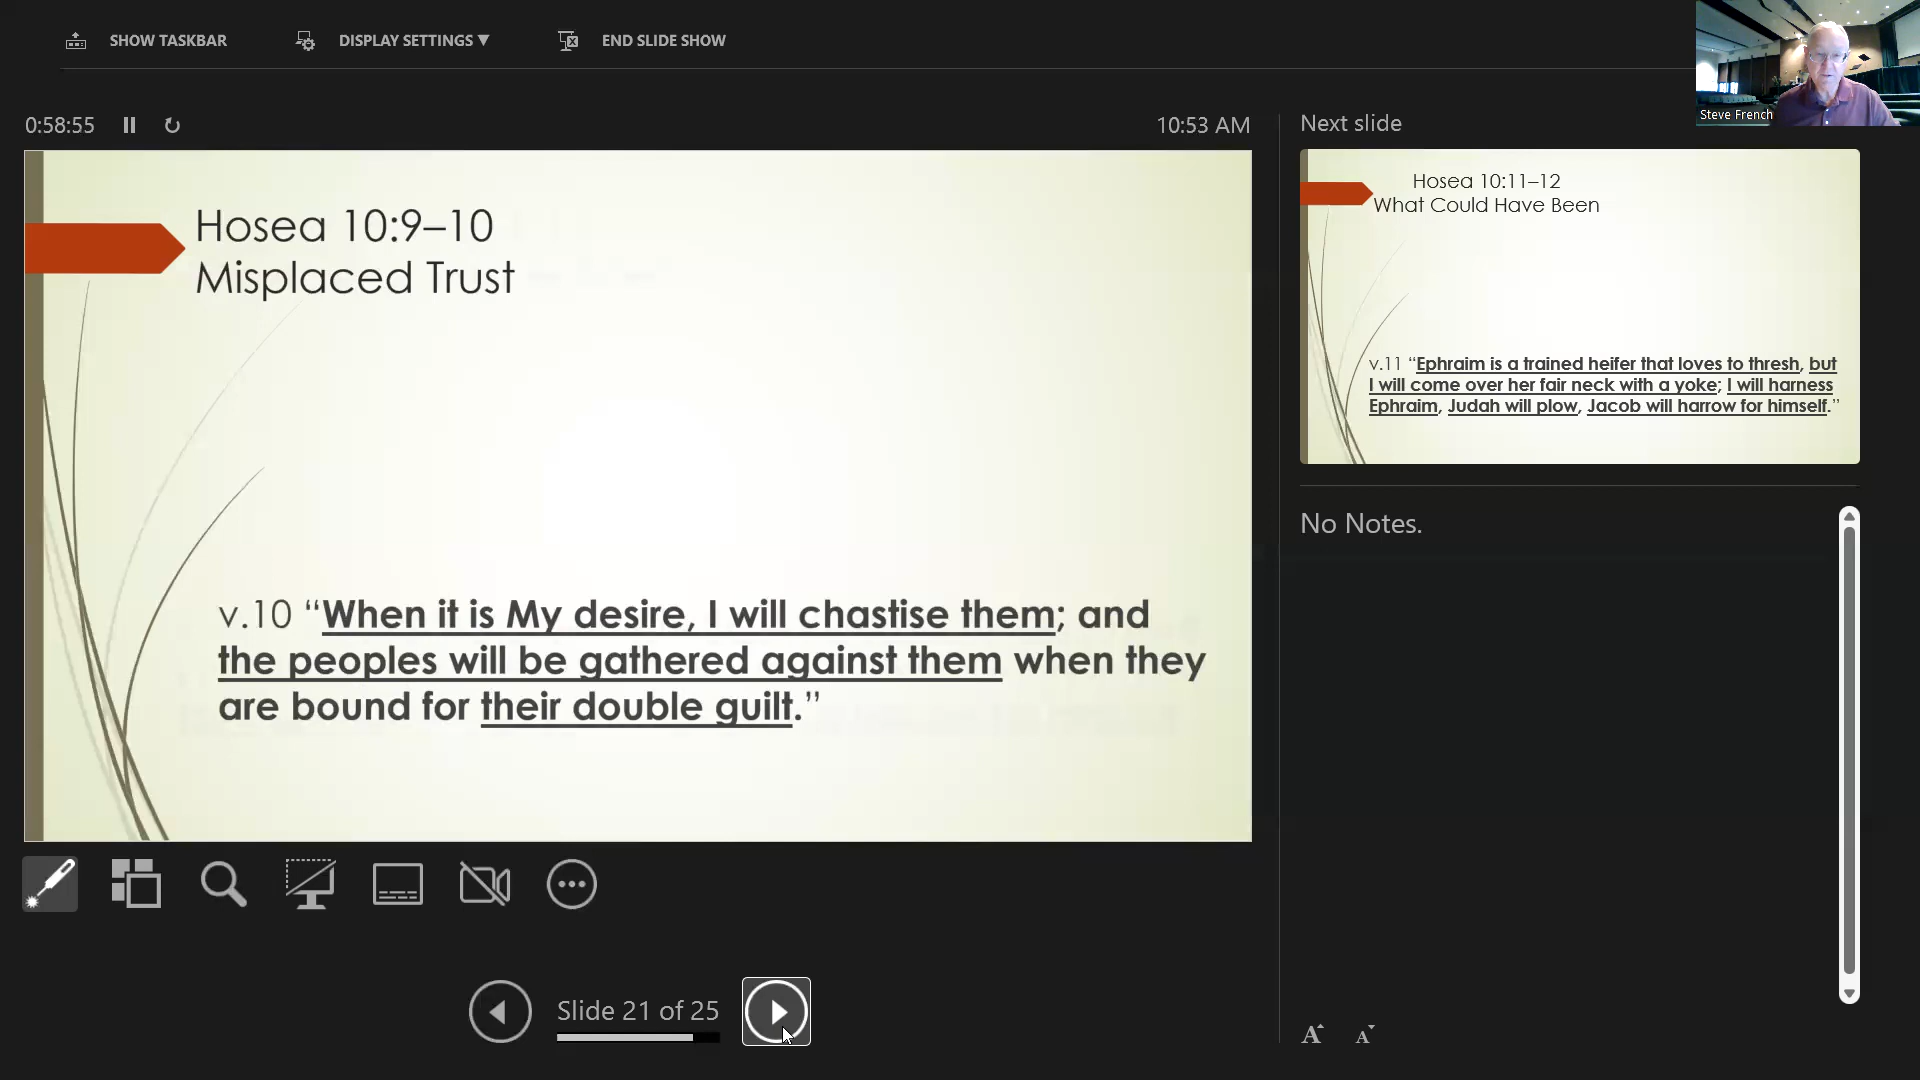 SHOW TASKBAR
DISPLAY SETTINGS ▼
END SLIDE SHOW
Steve French
0:58:55
10:53 AM
Next slide
Hosea 10:9–10
Misplaced Trust
v.10 “When it is My desire, I will chastise them; and
the peoples will be gathered against them when they
are bound for their double guilt.”
Hosea 10:11–12
What Could Have Been
v.11 “Ephraim is a trained heifer that loves to thresh, but
I will come over her fair neck with a yoke; I will harness
Ephraim, Judah will plow, Jacob will harrow for himself.”
No Notes.
Slide 21 of 25
A
A